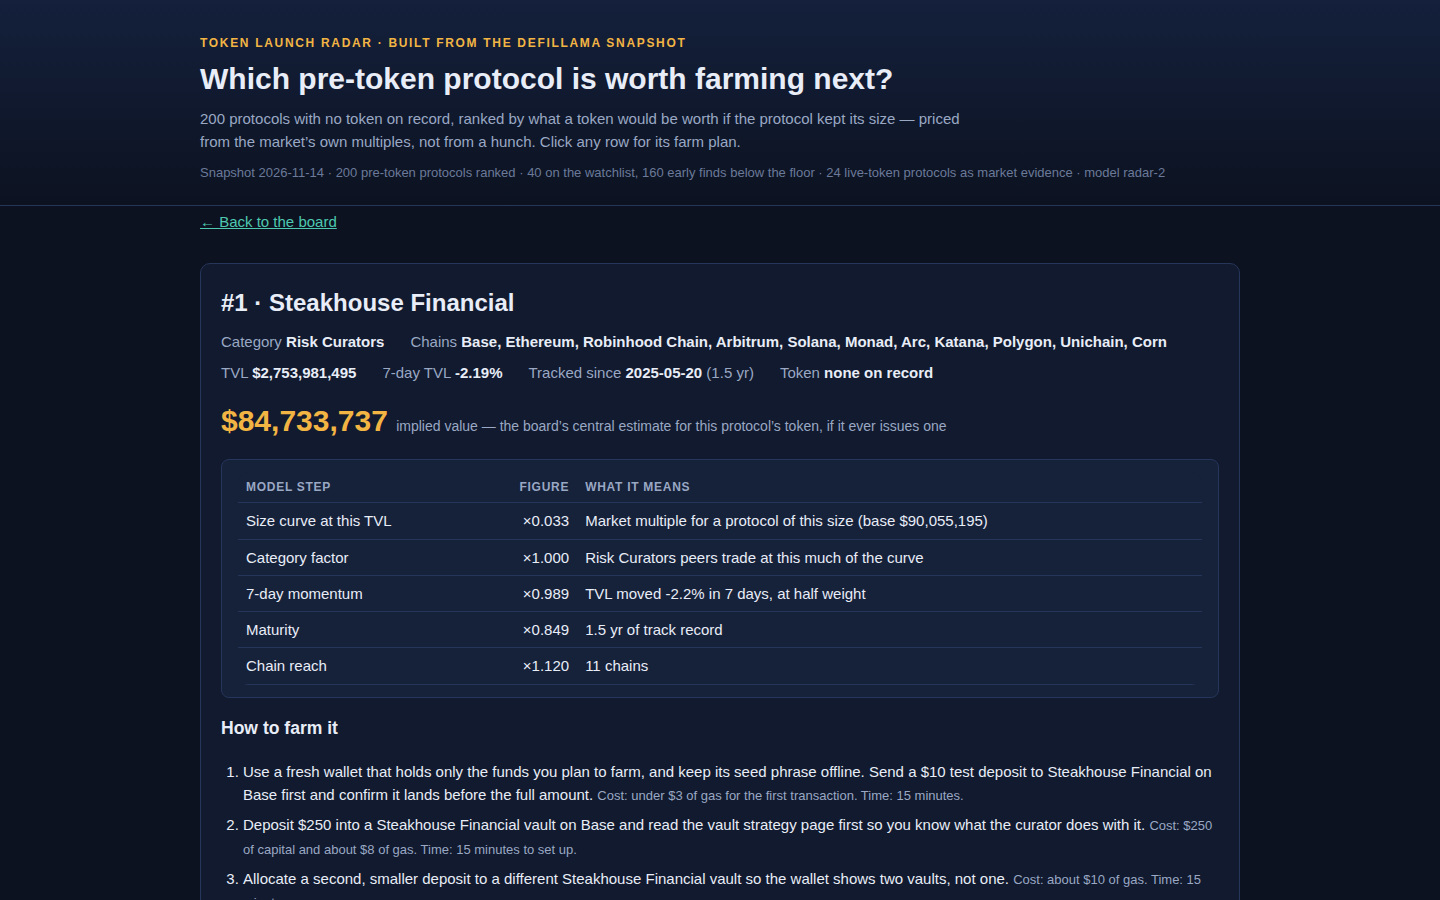 TOKEN LAUNCH RADAR · BUILT FROM THE DEFILLAMA SNAPSHOT
Which pre-token protocol is worth farming next?
200 protocols with no token on record, ranked by what a token would be worth if the protocol kept its size — priced
from the market’s own multiples, not from a hunch. Click any row for its farm plan.
Snapshot 2026-11-14 · 200 pre-token protocols ranked · 40 on the watchlist, 160 early finds below the floor · 24 live-token protocols as market evidence · model radar-2
← Back to the board
#1 · Steakhouse Financial
Category Risk Curators Chains Base, Ethereum, Robinhood Chain, Arbitrum, Solana, Monad, Arc, Katana, Polygon, Unichain, Corn
TVL $2,753,981,495 7-day TVL -2.19% Tracked since 2025-05-20 (1.5 yr) Token none on record
$84,733,737 implied value — the board’s central estimate for this protocol’s token, if it ever issues one
MODEL STEP FIGURE WHAT IT MEANS
Size curve at this TVL ×0.033 Market multiple for a protocol of this size (base $90,055,195)
Category factor ×1.000 Risk Curators peers trade at this much of the curve
7-day momentum ×0.989 TVL moved -2.2% in 7 days, at half weight
Maturity ×0.849 1.5 yr of track record
Chain reach ×1.120 11 chains
How to farm it
1. Use a fresh wallet that holds only the funds you plan to farm, and keep its seed phrase offline. Send a $10 test deposit to Steakhouse Financial on
Base first and confirm it lands before the full amount. Cost: under $3 of gas for the first transaction. Time: 15 minutes.
2. Deposit $250 into a Steakhouse Financial vault on Base and read the vault strategy page first so you know what the curator does with it. Cost: $250
of capital and about $8 of gas. Time: 15 minutes to set up.
3. Allocate a second, smaller deposit to a different Steakhouse Financial vault so the wallet shows two vaults, not one. Cost: about $10 of gas. Time: 15